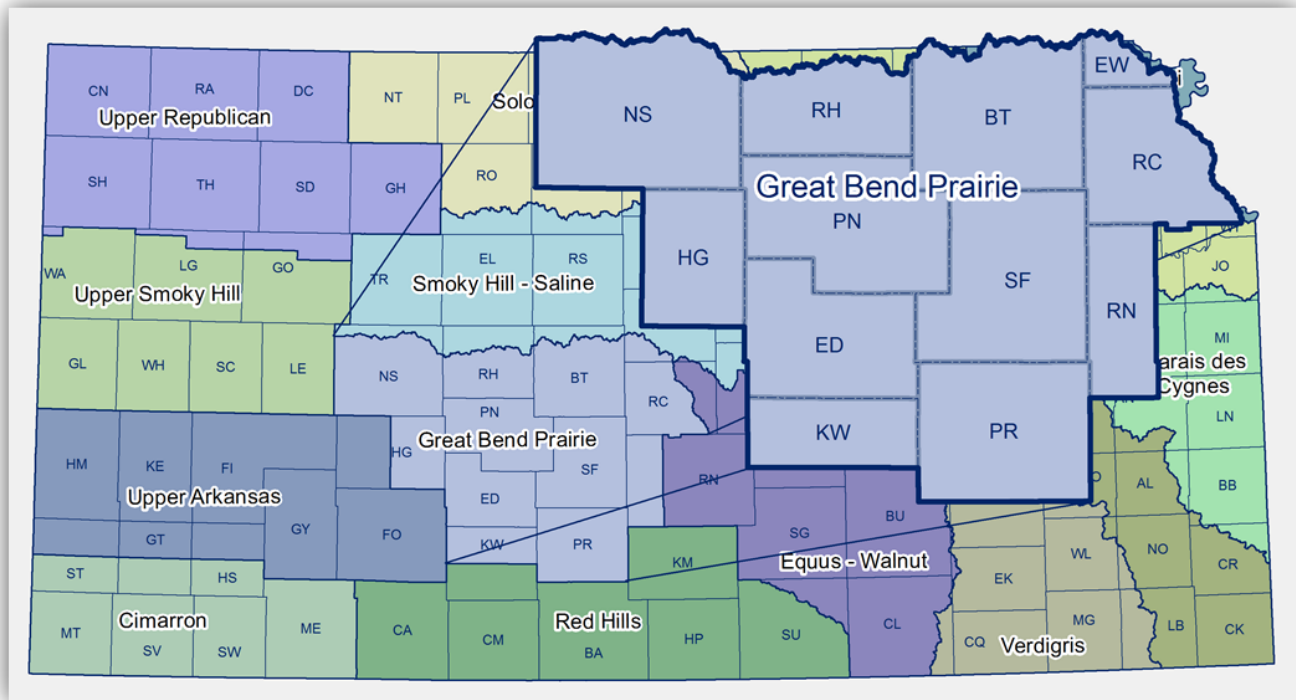 CN
RA
DC
NT
PL
Solo
Upper Republican
SH
TH
SD
GH
RO
WA
LG
GO
TR
EL
RS
Upper Smoky Hill
Smoky Hill - Saline
GL
WH
SC
LE
NS
RH
BT
RC
PN
Great Bend Prairie
HG
HM
KE
FI
SF
Upper Arkansas
ED
RN
GY
FO
GT
KW
PR
KM
ST
HS
Cimarron
MT
SV
SW
ME
CA
CM
Red Hills
BA
HP
SU
SG
BU
Equus - Walnut
CL
EK
WL
CQ
MG
Verdigris
AL
NO
CR
LB
CK
JO
MI
arais des
Cygnes
LN
BB
NS
RH
BT
EW
RC
Great Bend Prairie
PN
HG
SF
RN
ED
KW
PR